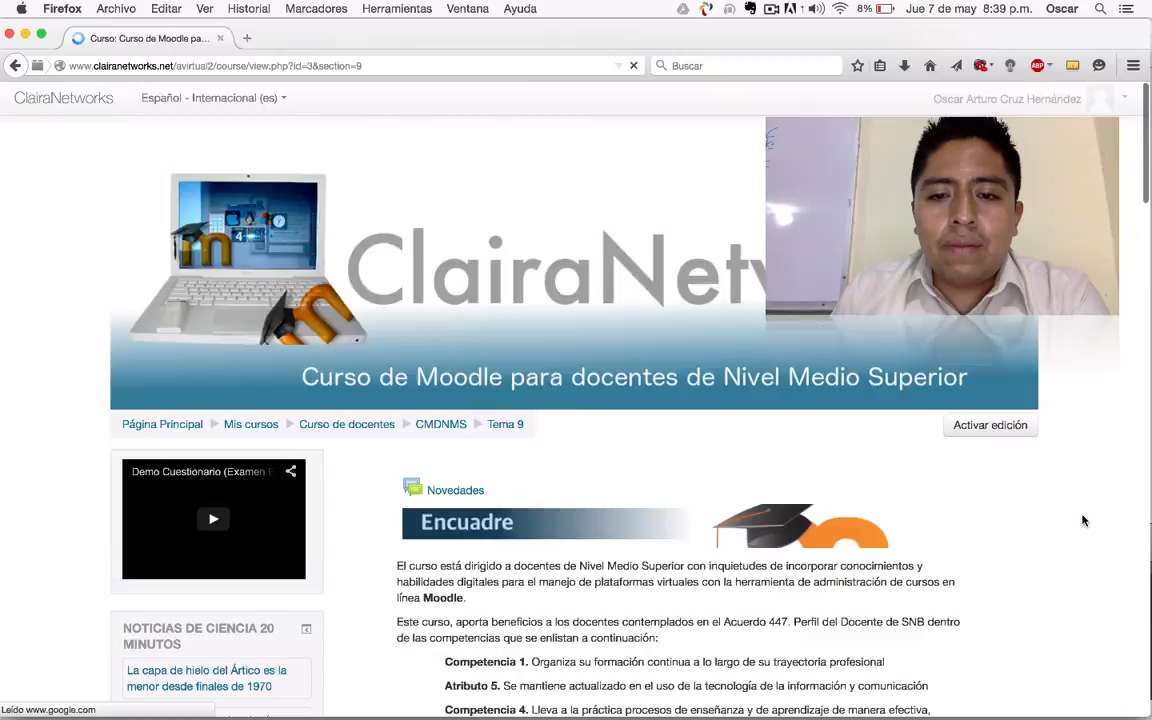 Firefox Archivo Editar Ver Historial Marcadores Herramientas Ventana Ayuda 1 8% Jue 7 de may 8:39 p.m. Oscar
Curso: Curso de Moodle pa...
www.clairanetworks.net/avirtual2/course/view.php?id=3&section=9
Buscar
ABP
ClairaNetworks
Español - Internacional (es)
Oscar Arturo Cruz Hernández
ClairaNetw
Curso de Moodle para docentes de Nivel Medio Superior
Página Principal Mis cursos Curso de docentes CMDNMS Tema 9
Activar edición
Demo Cuestionario (Examen E
Novedades
Encuadre
El curso está dirigido a docentes de Nivel Medio Superior con inquietudes de incorporar conocimientos y
habilidades digitales para el manejo de plataformas virtuales con la herramienta de administración de cursos en
línea Moodle.
Este curso, aporta beneficios a los docentes contemplados en el Acuerdo 447. Perfil del Docente de SNB dentro
de las competencias que se enlistan a continuación:
NOTICIAS DE CIENCIA 20
MINUTOS
La capa de hielo del Ártico es la
menor desde finales de 1970
Competencia 1. Organiza su formación continua a lo largo de su trayectoria profesional
Atributo 5. Se mantiene actualizado en el uso de la tecnología de la información y comunicación
Competencia 4. Lleva a la práctica procesos de enseñanza y de aprendizaje de manera efectiva,
Leído www.google.com